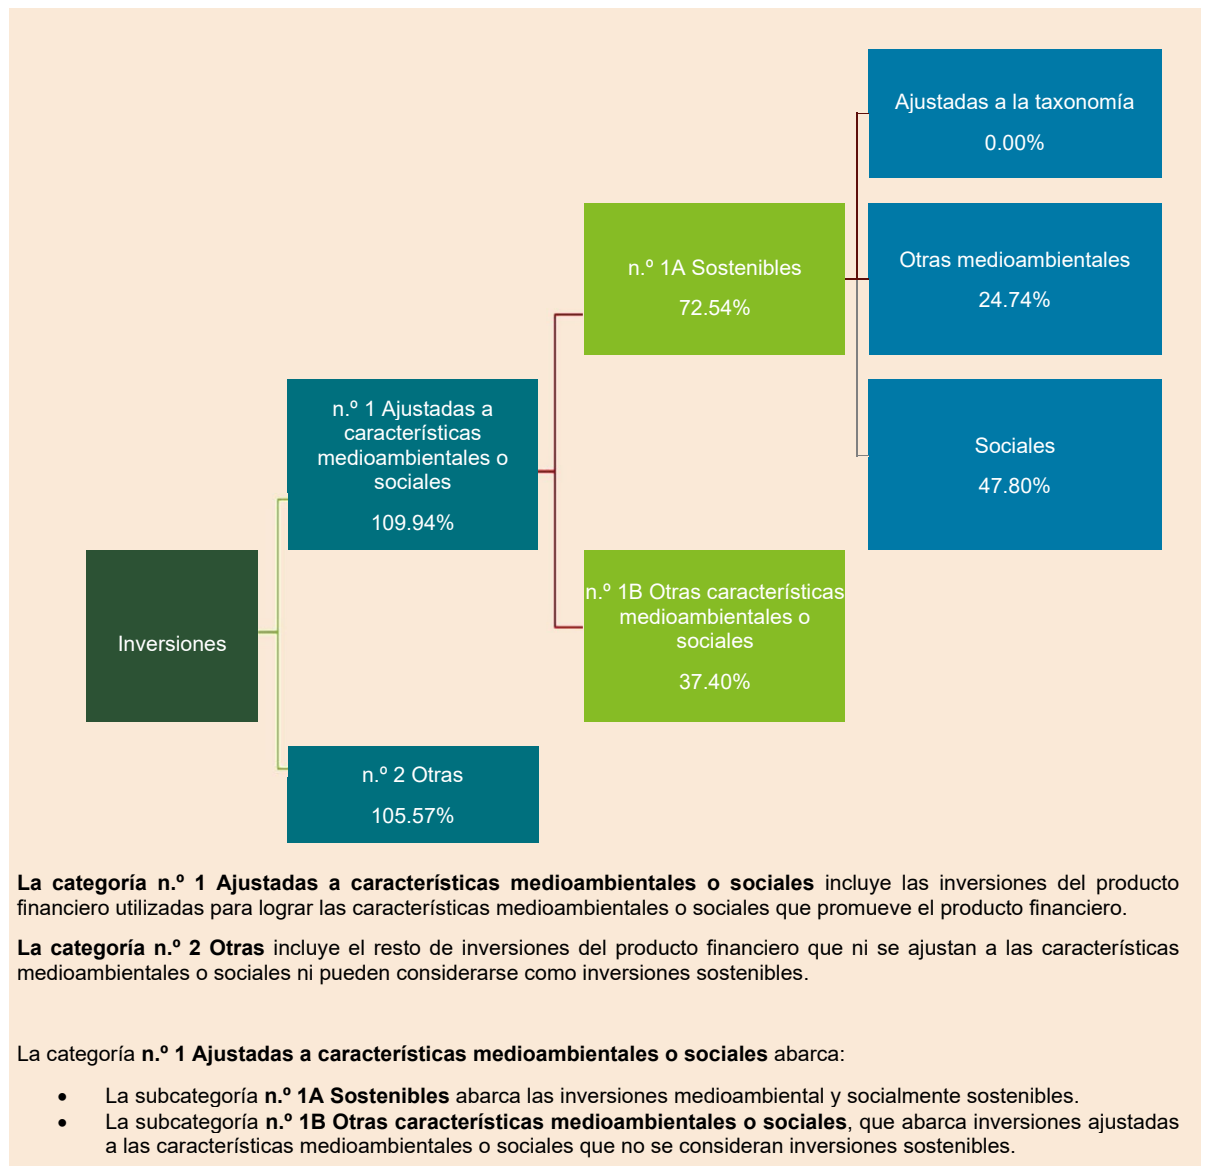 Ajustadas a la taxonomía
0.00%
n.º 1A Sostenibles
72.54%
Otras medioambientales
24.74%
n.º 1 Ajustadas a
características
medioambientales o
sociales
109.94%
Sociales
47.80%
Inversiones
n.º 1B Otras características
medioambientales o
sociales
37.40%
n.º 2 Otras
105.57%
La categoría n.º 1 Ajustadas a características medioambientales o sociales incluye las inversiones del producto
financiero utilizadas para lograr las características medioambientales o sociales que promueve el producto financiero.
La categoría n.º 2 Otras incluye el resto de inversiones del producto financiero que ni se ajustan a las características
medioambientales o sociales ni pueden considerarse como inversiones sostenibles.
La categoría n.º 1 Ajustadas a características medioambientales o sociales abarca:
• La subcategoría n.º 1A Sostenibles abarca las inversiones medioambiental y socialmente sostenibles.
• La subcategoría n.º 1B Otras características medioambientales o sociales, que abarca inversiones ajustadas
a las características medioambientales o sociales que no se consideran inversiones sostenibles.